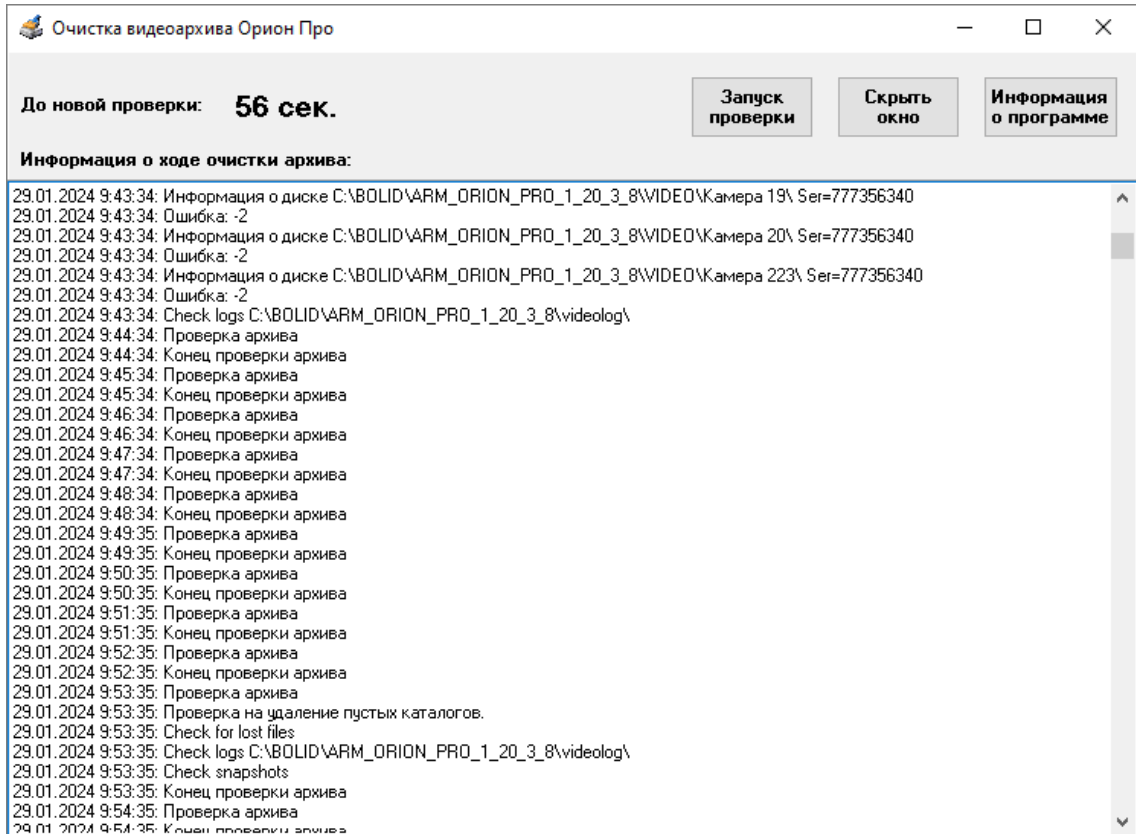 Очистка видеоархива Орион Про
До новой проверки: 56 сек.
Запуск проверки
Скрыть окно
Информация о программе
Информация о ходе очистки архива:
29.01.2024 9:43:34: Информация о диске C:\BOLID\ARM_ORION_PRO_1_20_3_8\VIDEO\Камера 19\ Ser=777356340
29.01.2024 9:43:34: Ошибка: -2
29.01.2024 9:43:34: Информация о диске C:\BOLID\ARM_ORION_PRO_1_20_3_8\VIDEO\Камера 20\ Ser=777356340
29.01.2024 9:43:34: Ошибка: -2
29.01.2024 9:43:34: Информация о диске C:\BOLID\ARM_ORION_PRO_1_20_3_8\VIDEO\Камера 223\ Ser=777356340
29.01.2024 9:43:34: Ошибка: -2
29.01.2024 9:43:34: Check logs C:\BOLID\ARM_ORION_PRO_1_20_3_8\videolog\
29.01.2024 9:44:34: Проверка архива
29.01.2024 9:44:34: Конец проверки архива
29.01.2024 9:45:34: Проверка архива
29.01.2024 9:45:34: Конец проверки архива
29.01.2024 9:46:34: Проверка архива
29.01.2024 9:46:34: Конец проверки архива
29.01.2024 9:47:34: Проверка архива
29.01.2024 9:47:34: Конец проверки архива
29.01.2024 9:48:34: Проверка архива
29.01.2024 9:48:34: Конец проверки архива
29.01.2024 9:49:35: Проверка архива
29.01.2024 9:49:35: Конец проверки архива
29.01.2024 9:50:35: Проверка архива
29.01.2024 9:50:35: Конец проверки архива
29.01.2024 9:51:35: Проверка архива
29.01.2024 9:51:35: Конец проверки архива
29.01.2024 9:52:35: Проверка архива
29.01.2024 9:52:35: Конец проверки архива
29.01.2024 9:53:35: Проверка архива
29.01.2024 9:53:35: Проверка на удаление пустых каталогов.
29.01.2024 9:53:35: Check for lost files
29.01.2024 9:53:35: Check logs C:\BOLID\ARM_ORION_PRO_1_20_3_8\videolog\
29.01.2024 9:53:35: Check snapshots
29.01.2024 9:53:35: Конец проверки архива
29.01.2024 9:54:35: Проверка архива
29.01.2024 9:54:35: Конец проверки архива